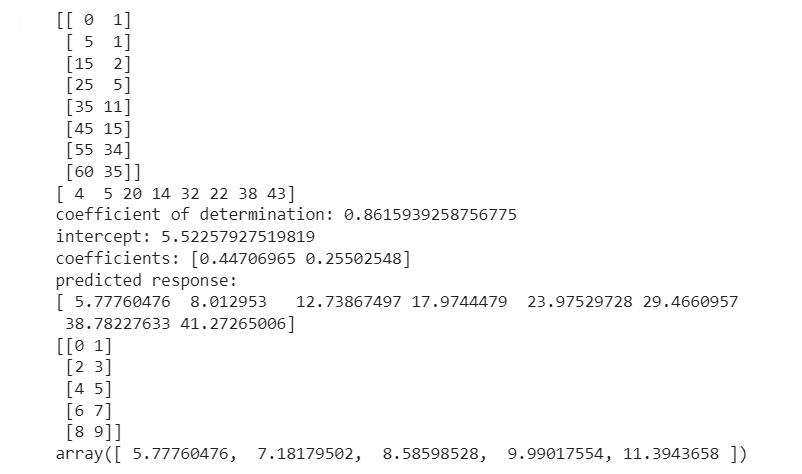 [[ 0  1]
 [ 5  1]
 [15  2]
 [25  5]
 [35 11]
 [45 15]
 [55 34]
 [60 35]]
[ 4  5 20 14 32 22 38 43]
coefficient of determination: 0.8615939258756775
intercept: 5.52257927519819
coefficients: [0.44706965 0.25502548]
predicted response:
[ 5.77760476  8.012953   12.73867497 17.9744479  23.97529728 29.4660957
 38.78227633 41.27265006]
[[0 1]
 [2 3]
 [4 5]
 [6 7]
 [8 9]]
array([ 5.77760476,  7.18179502,  8.58598528,  9.99017554, 11.3943658 ])